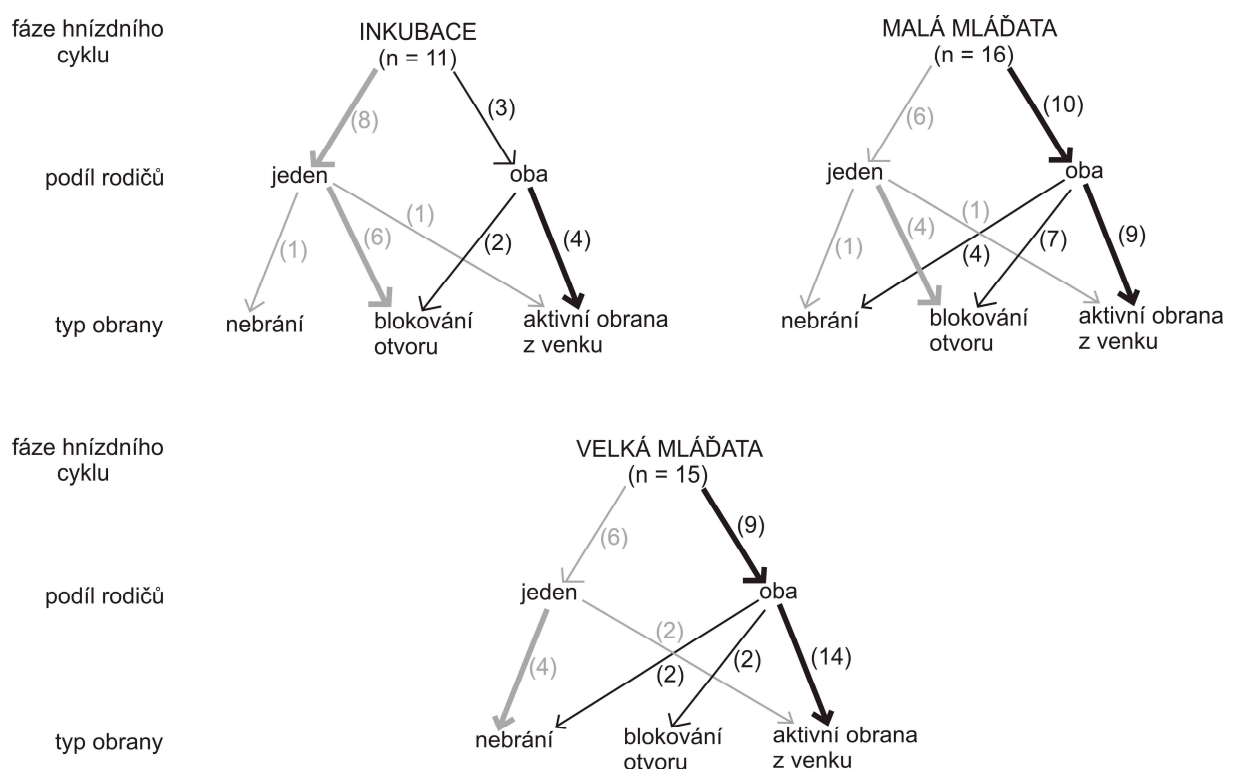 fáze hnízdního
cyklu
INKUBACE
(n = 11)
MALÁ MLÁĎATA
(n = 16)
(8)
(3)
(6)
(10)
podíl rodičů
jeden
oba
jeden
oba
(1)
(6)
(1)
(2)
(4)
(1)
(4)
(1)
(4)
(7)
(9)
typ obrany
nebrání
blokování
otvoru
aktivní obrana
z venku
nebrání
blokování
otvoru
aktivní obrana
z venku
fáze hnízdního
cyklu
VELKÁ MLÁĎATA
(n = 15)
(6)
(9)
podíl rodičů
jeden
oba
(4)
(2)
(2)
(2)
(14)
typ obrany
nebrání
blokování
otvoru
aktivní obrana
z venku